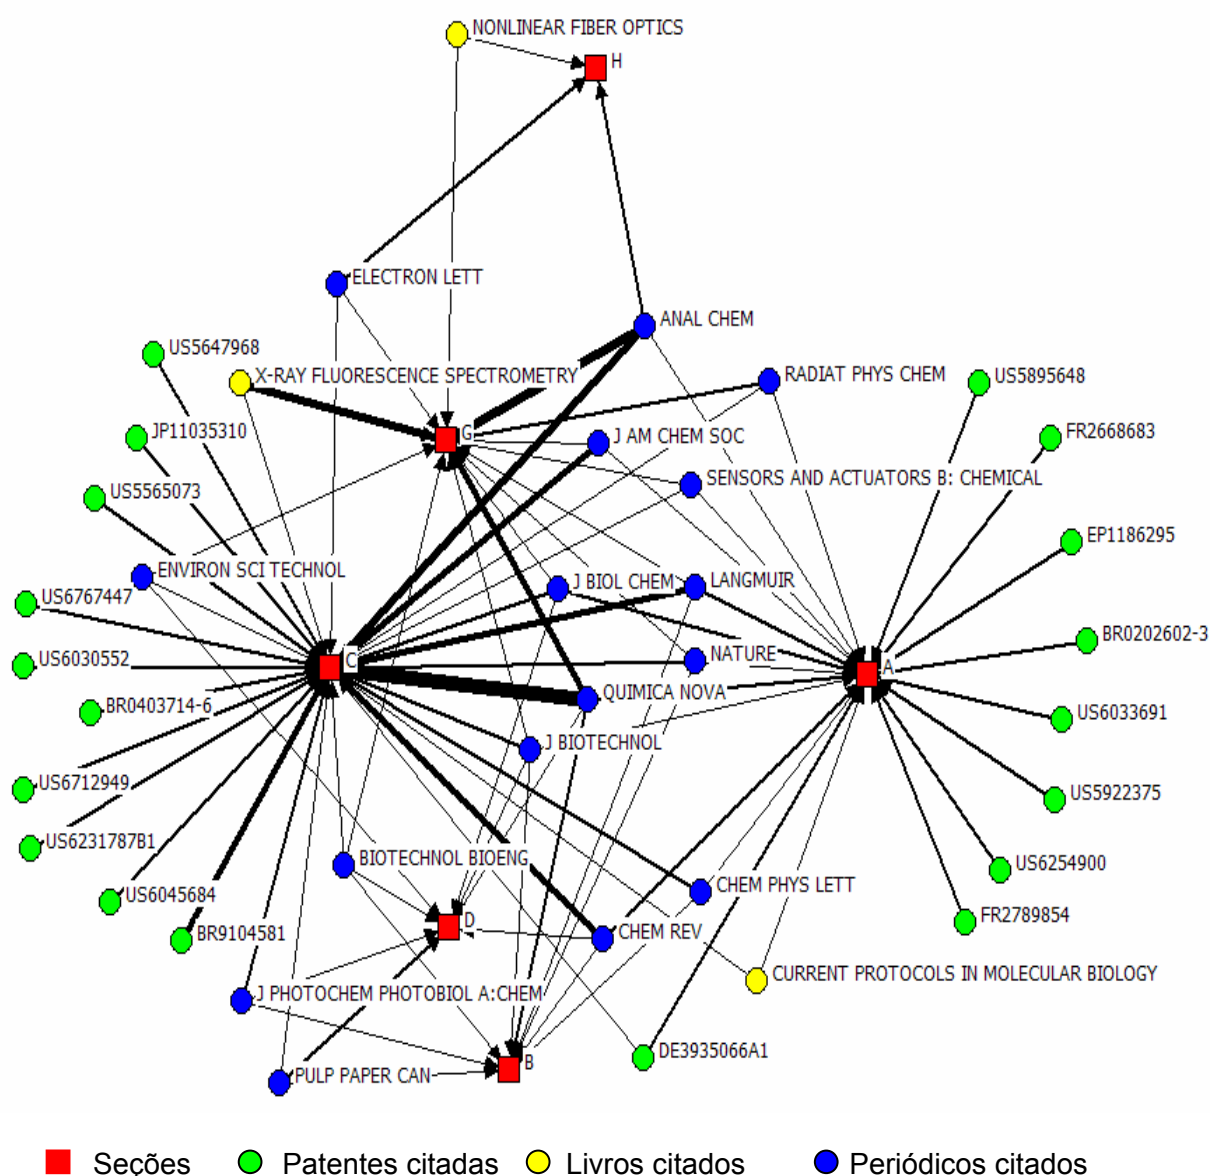 NONLINEAR FIBER OPTICS
H
ELECTRON LETT
ANAL CHEM
US5647968
X-RAY FLUORESCENCE SPECTROMETRY
RADIAT PHYS CHEM
US5895648
JP11035310
G
J AM CHEM SOC
FR2668683
US5565073
SENSORS AND ACTUATORS B: CHEMICAL
EP1186295
ENVIRON SCI TECHNOL
J BIOL CHEM
LANGMUIR
US6767447
US6030552
C
NATURE
A
BR0202602-3
BR0403714-6
QUIMICA NOVA
US6033691
J BIOTECHNOL
US6712949
US5922375
US6231787B1
BIOTECHNOL BIOENG
US6254900
US6045684
CHEM PHYS LETT
BR9104581
D
CHEM REV
FR2789854
CURRENT PROTOCOLS IN MOLECULAR BIOLOGY
J PHOTOCHEM PHOTOBIOL A:CHEM
DE3935066A1
PULP PAPER CAN
B
Seções Patentes citadas Livros citados Periódicos citados